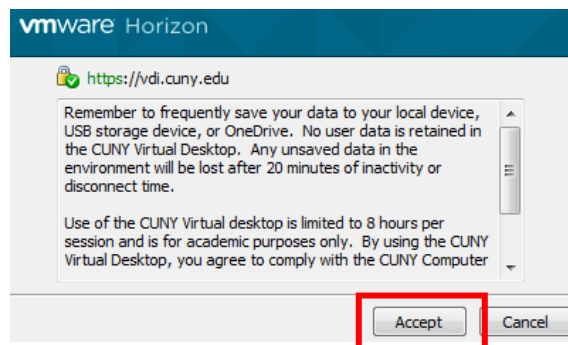 vmware Horizon
https://vdi.cuny.edu
Remember to frequently save your data to your local device,
USB storage device, or OneDrive. No user data is retained in
the CUNY Virtual Desktop. Any unsaved data in the
environment will be lost after 20 minutes of inactivity or
disconnect time.
Use of the CUNY Virtual desktop is limited to 8 hours per
session and is for academic purposes only. By using the CUNY
Virtual Desktop, you agree to comply with the CUNY Computer
Accept Cancel